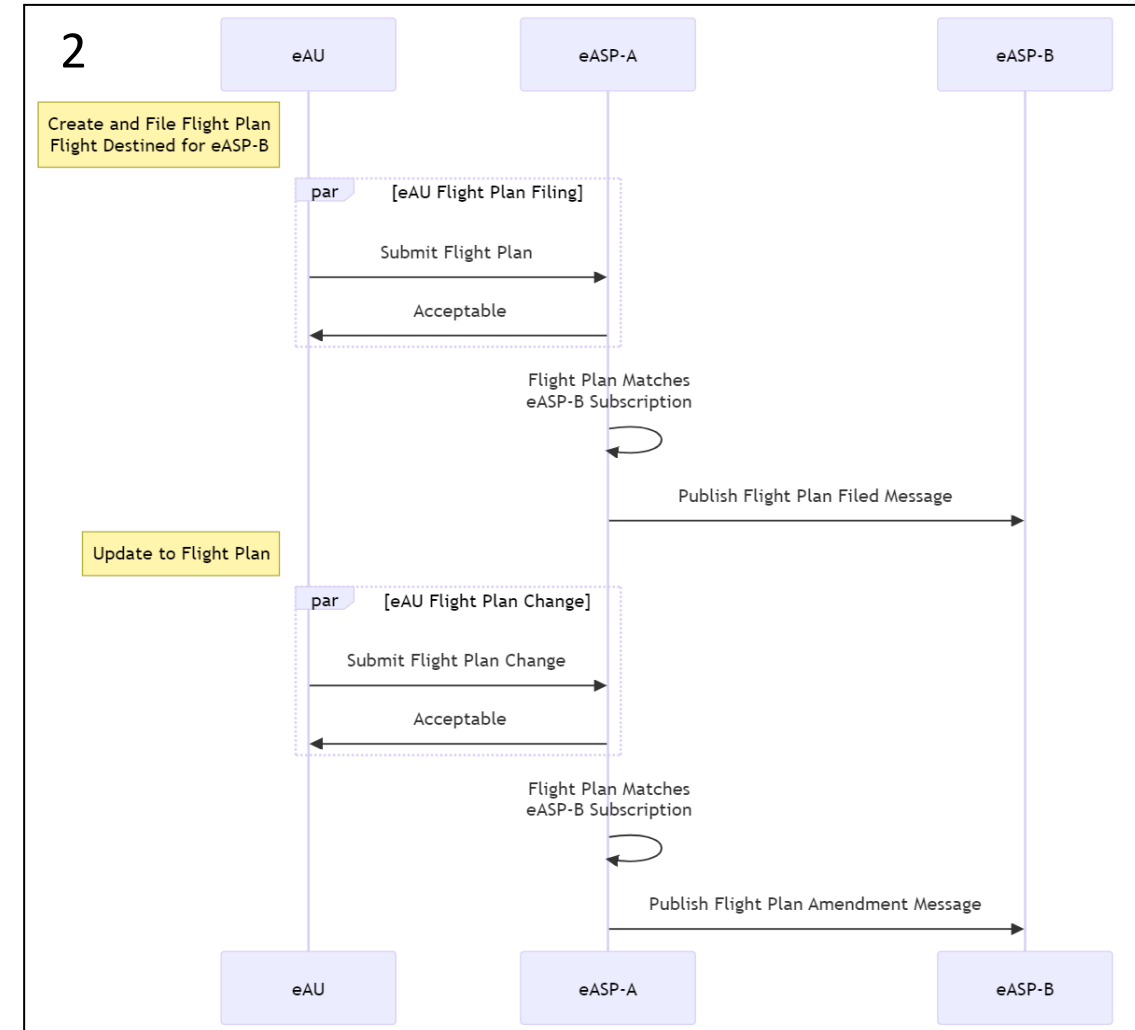 2
eAU
eASP-A
eASP-B
Create and File Flight Plan
Flight Destined for eASP-B
par
[eAU Flight Plan Filing]
Submit Flight Plan
Acceptable
Flight Plan Matches
eASP-B Subscription
Publish Flight Plan Filed Message
Update to Flight Plan
par
[eAU Flight Plan Change]
Submit Flight Plan Change
Acceptable
Flight Plan Matches
eASP-B Subscription
Publish Flight Plan Amendment Message
eAU
eASP-A
eASP-B